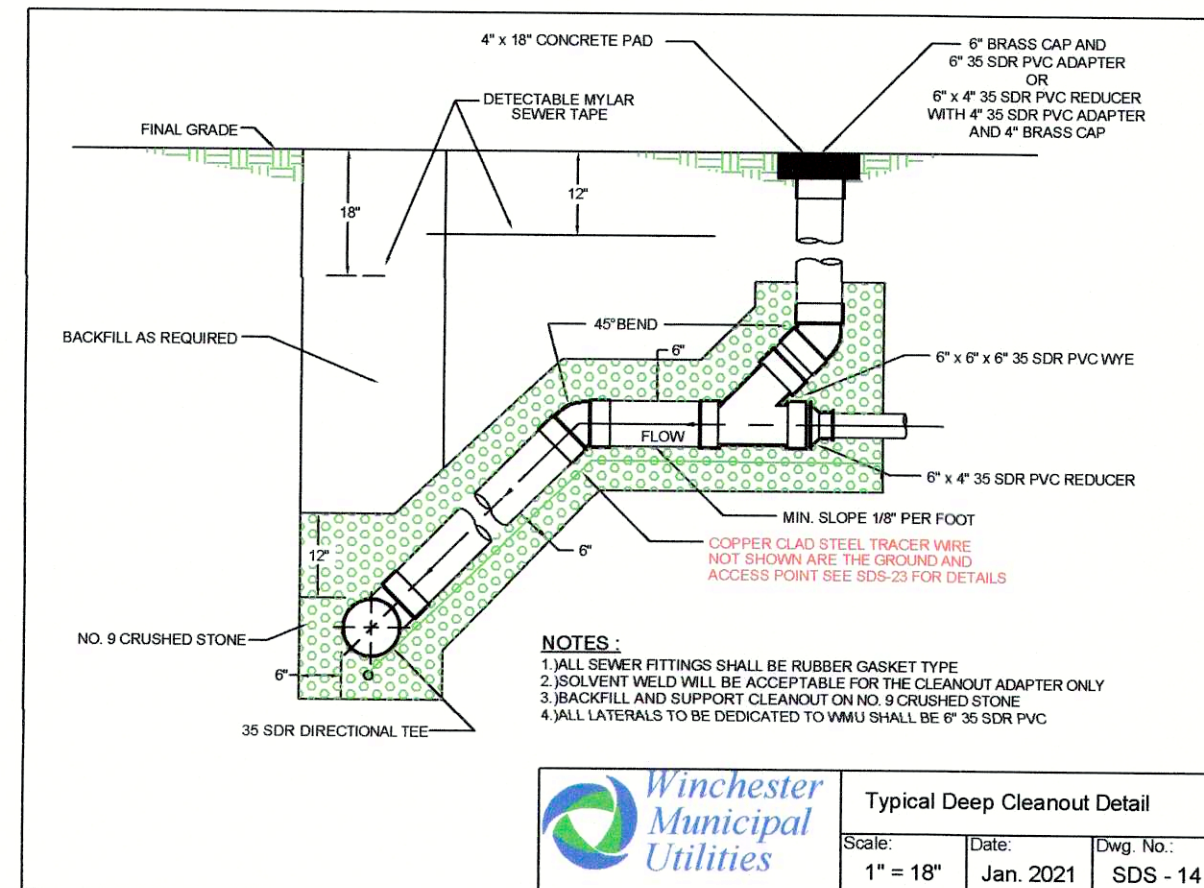 4" x 18" CONCRETE PAD
6" BRASS CAP AND
6" 35 SDR PVC ADAPTER
OR
6" x 4" 35 SDR PVC REDUCER
WITH 4" 35 SDR PVC ADAPTER
AND 4" BRASS CAP
DETECTABLE MYLAR
SEWER TAPE
FINAL GRADE
18"
12"
BACKFILL AS REQUIRED
45°BEND
6"
6" x 6" x 6" 35 SDR PVC WYE
FLOW
6" x 4" 35 SDR PVC REDUCER
MIN. SLOPE 1/8" PER FOOT
12"
6"
COPPER CLAD STEEL TRACER WIRE
NOT SHOWN ARE THE GROUND AND
ACCESS POINT SEE SDS-23 FOR DETAILS
NO. 9 CRUSHED STONE
6"
35 SDR DIRECTIONAL TEE
NOTES :
1.)ALL SEWER FITTINGS SHALL BE RUBBER GASKET TYPE
2.)SOLVENT WELD WILL BE ACCEPTABLE FOR THE CLEANOUT ADAPTER ONLY
3.)BACKFILL AND SUPPORT CLEANOUT ON NO. 9 CRUSHED STONE
4.)ALL LATERALS TO BE DEDICATED TO WMU SHALL BE 6" 35 SDR PVC
Winchester
Municipal
Utilities
Typical Deep Cleanout Detail
Scale:
1" = 18"
Date:
Jan. 2021
Dwg. No.:
SDS - 14